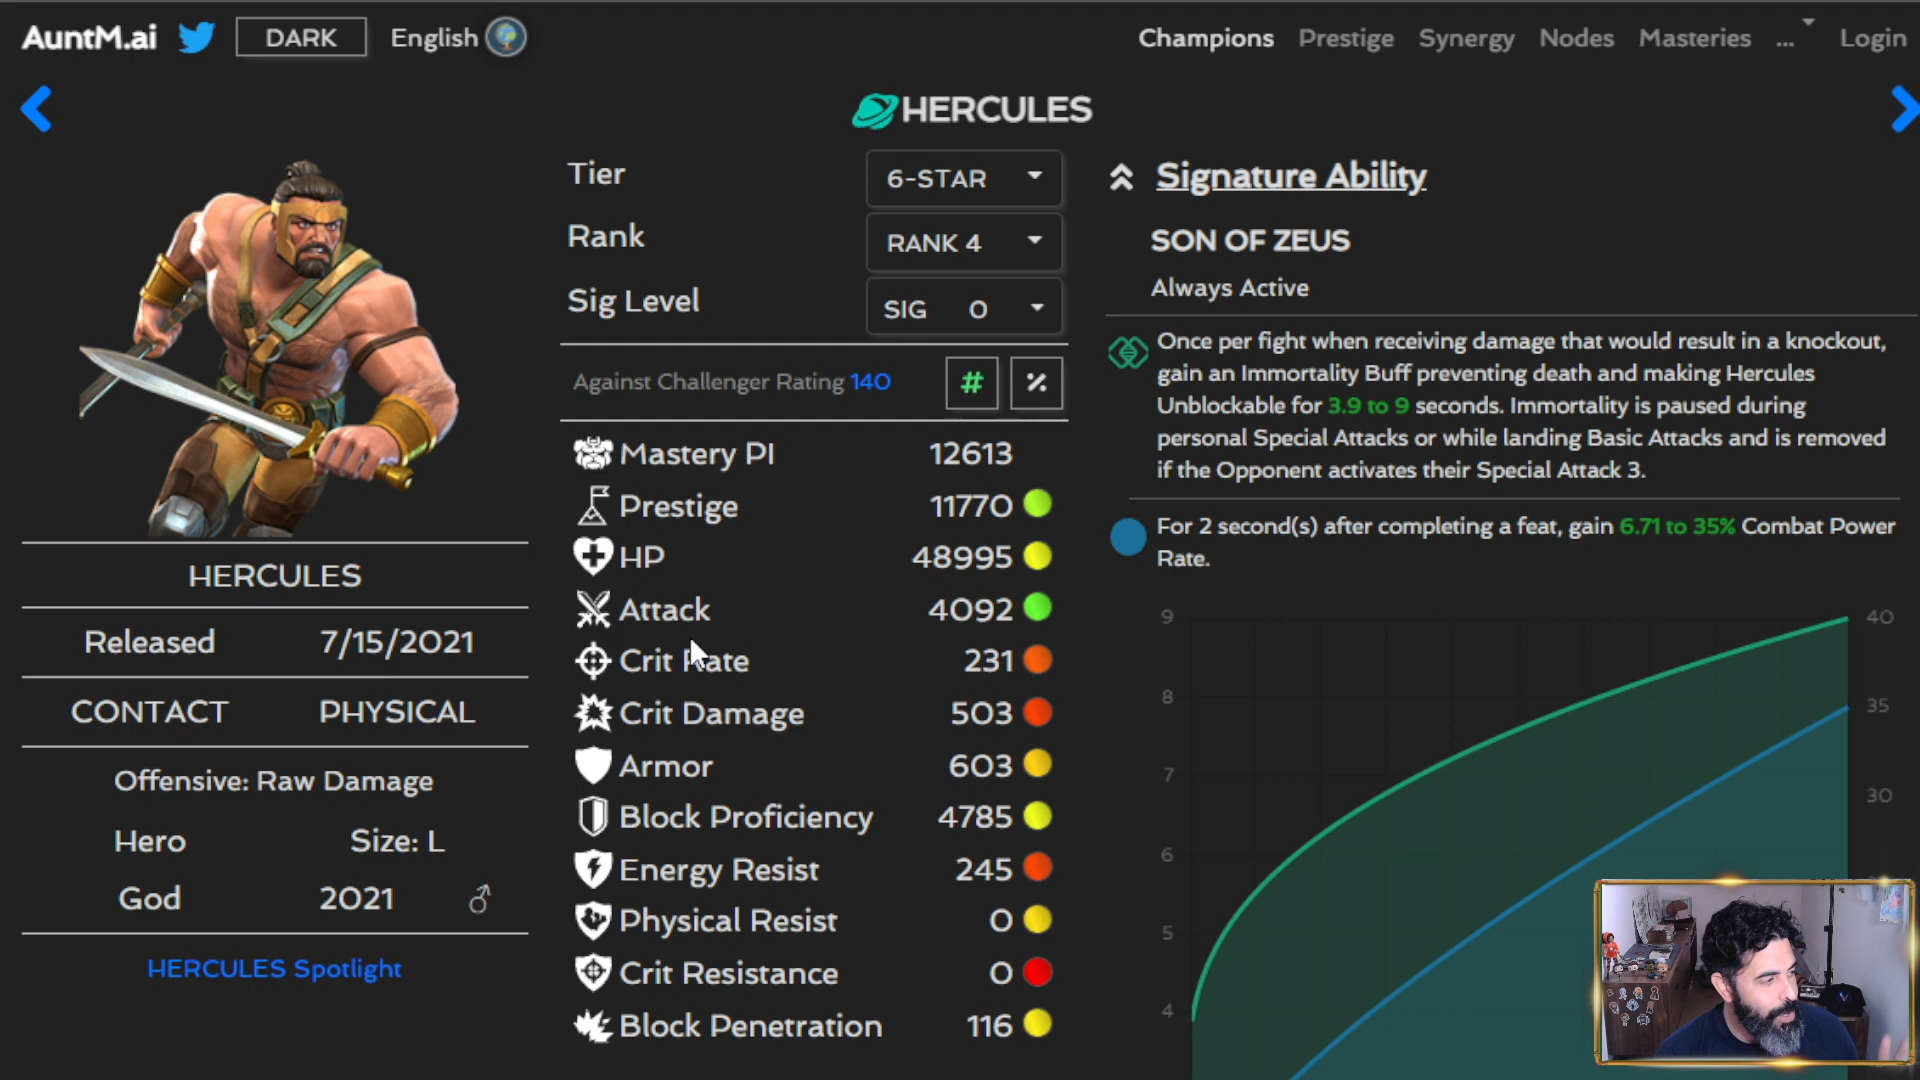 AuntM.ai DARK English Champions Prestige Synergy Nodes Masteries ... Login
HERCULES
HERCULES
Released 7/15/2021
CONTACT PHYSICAL
Offensive: Raw Damage
Hero Size: L
God 2021 ♂
HERCULES Spotlight
Tier 6-STAR
Rank RANK 4
Sig Level SIG 0
Against Challenger Rating 140 # %
Mastery PI 12613
Prestige 11770
HP 48995
Attack 4092
Crit Rate 231
Crit Damage 503
Armor 603
Block Proficiency 4785
Energy Resist 245
Physical Resist 0
Crit Resistance 0
Block Penetration 116
Signature Ability
SON OF ZEUS
Always Active
Once per fight when receiving damage that would result in a knockout,
gain an Immortality Buff preventing death and making Hercules
Unblockable for 3.9 to 9 seconds. Immortality is paused during
personal Special Attacks or while landing Basic Attacks and is removed
if the Opponent activates their Special Attack 3.
For 2 second(s) after completing a feat, gain 6.71 to 35% Combat Power
Rate.
9 40
8 35
7 30
6
5
4